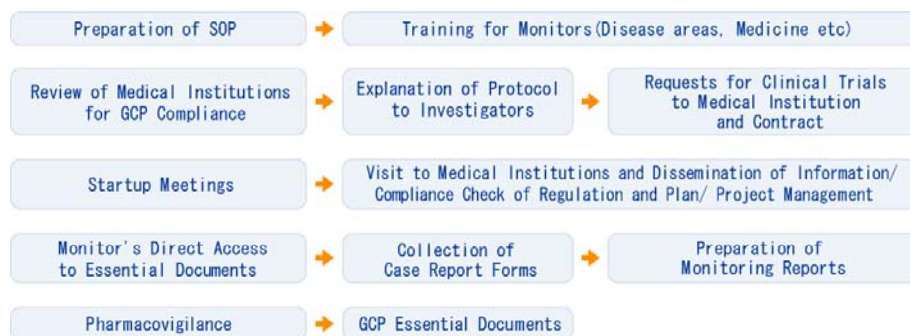 Preparation of SOP
Training for Monitors(Disease areas, Medicine etc)
Review of Medical Institutions
for GCP Compliance
Explanation of Protocol
to Investigators
Requests for Clinical Trials
to Medical Institution
and Contract
Startup Meetings
Visit to Medical Institutions and Dissemination of Information/
Compliance Check of Regulation and Plan/ Project Management
Monitor's Direct Access
to Essential Documents
Collection of
Case Report Forms
Preparation of
Monitoring Reports
Pharmacovigilance
GCP Essential Documents